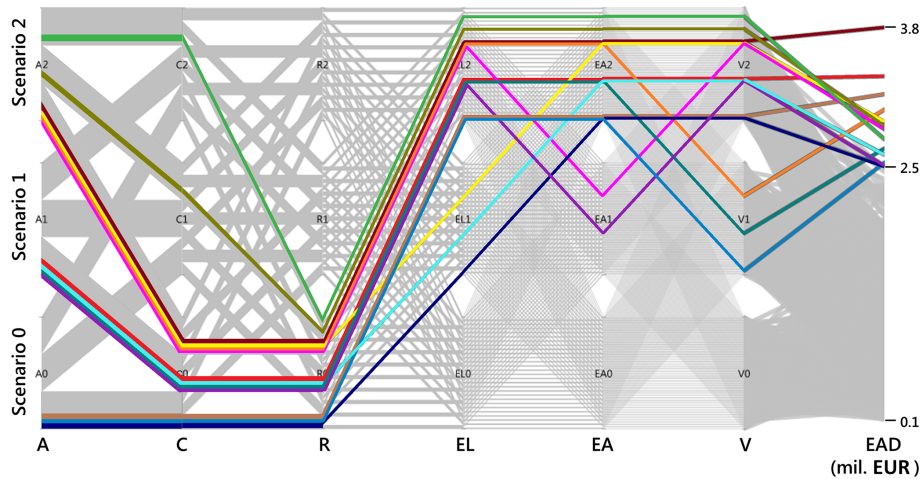 Scenario 2
Scenario 1
Scenario 0
A2
C2
R2
L2
EA2
V2
A1
C1
R1
EL1
EA1
V1
A0
C0
R0
EL0
EA0
V0
3.8
2.5
0.1
A
C
R
EL
EA
V
EAD
(mil. EUR )